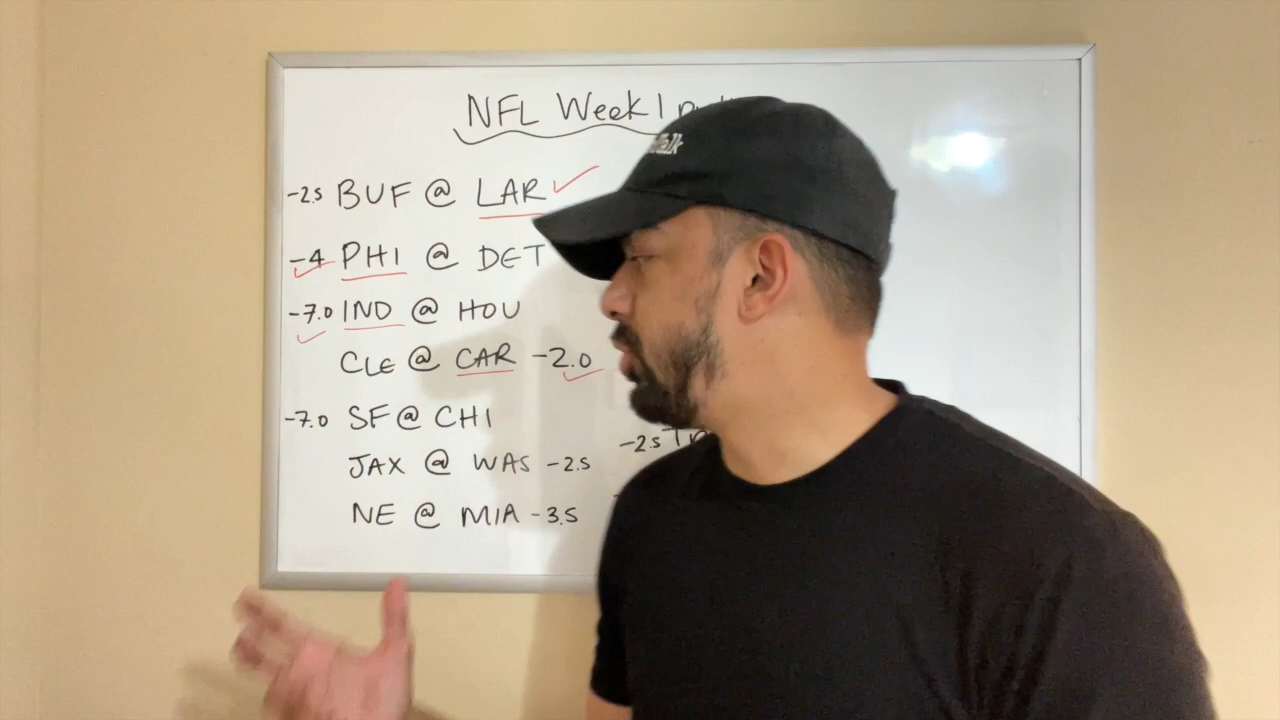 NFL Week 1
-2.5 BUF @ LAR
-4 PHI @ DET
-7.0 IND @ HOU
CLE @ CAR -2.0
-7.0 SF @ CHI
JAX @ WAS -2.5
NE @ MIA -3.5
-2.5